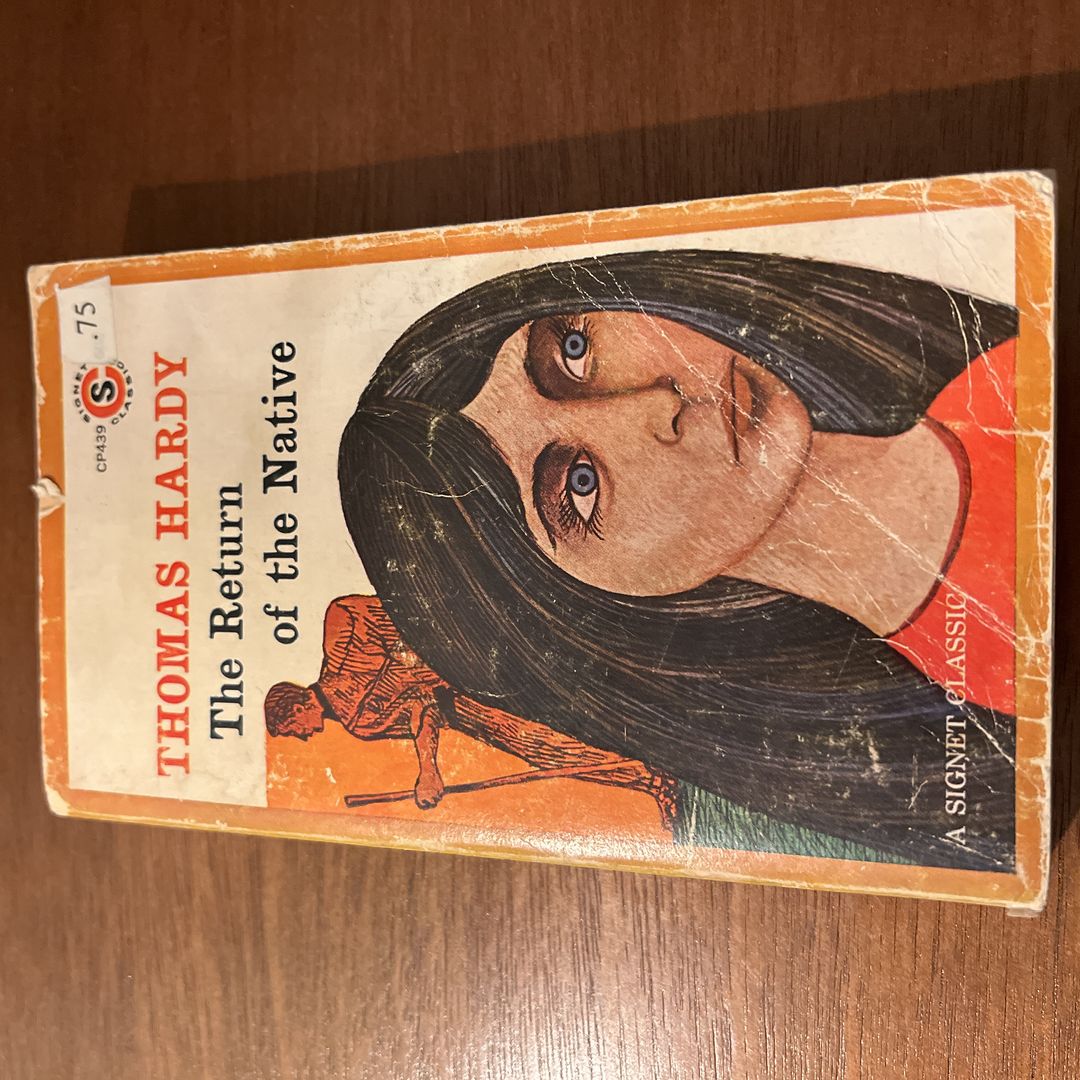 .75
SIGNET
S
CLASSIC
CP439
THOMAS HARDY
The Return
of the Native
A SIGNET CLASSIC